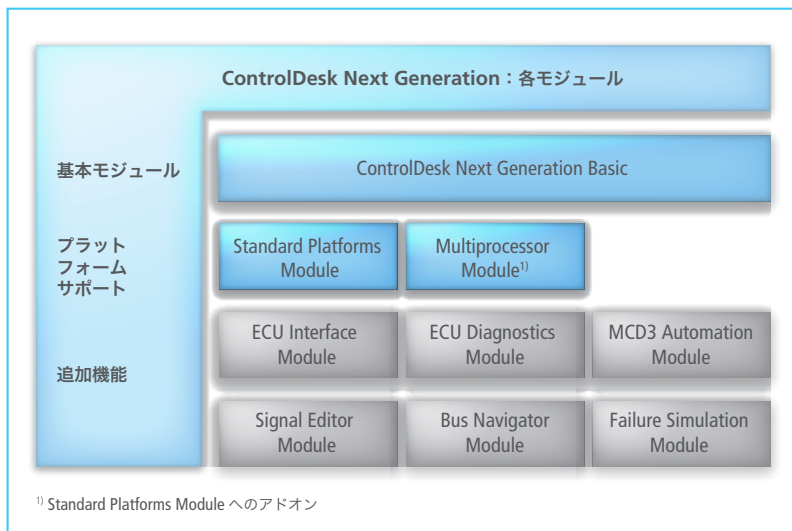 ControlDesk Next Generation：各モジュール
基本モジュール
ControlDesk Next Generation Basic
プラット
フォーム
サポート
Standard Platforms
Module
Multiprocessor
Module1)
追加機能
ECU Interface
Module
ECU Diagnostics
Module
MCD3 Automation
Module
Signal Editor
Module
Bus Navigator
Module
Failure Simulation
Module
1) Standard Platforms Module へのアドオン